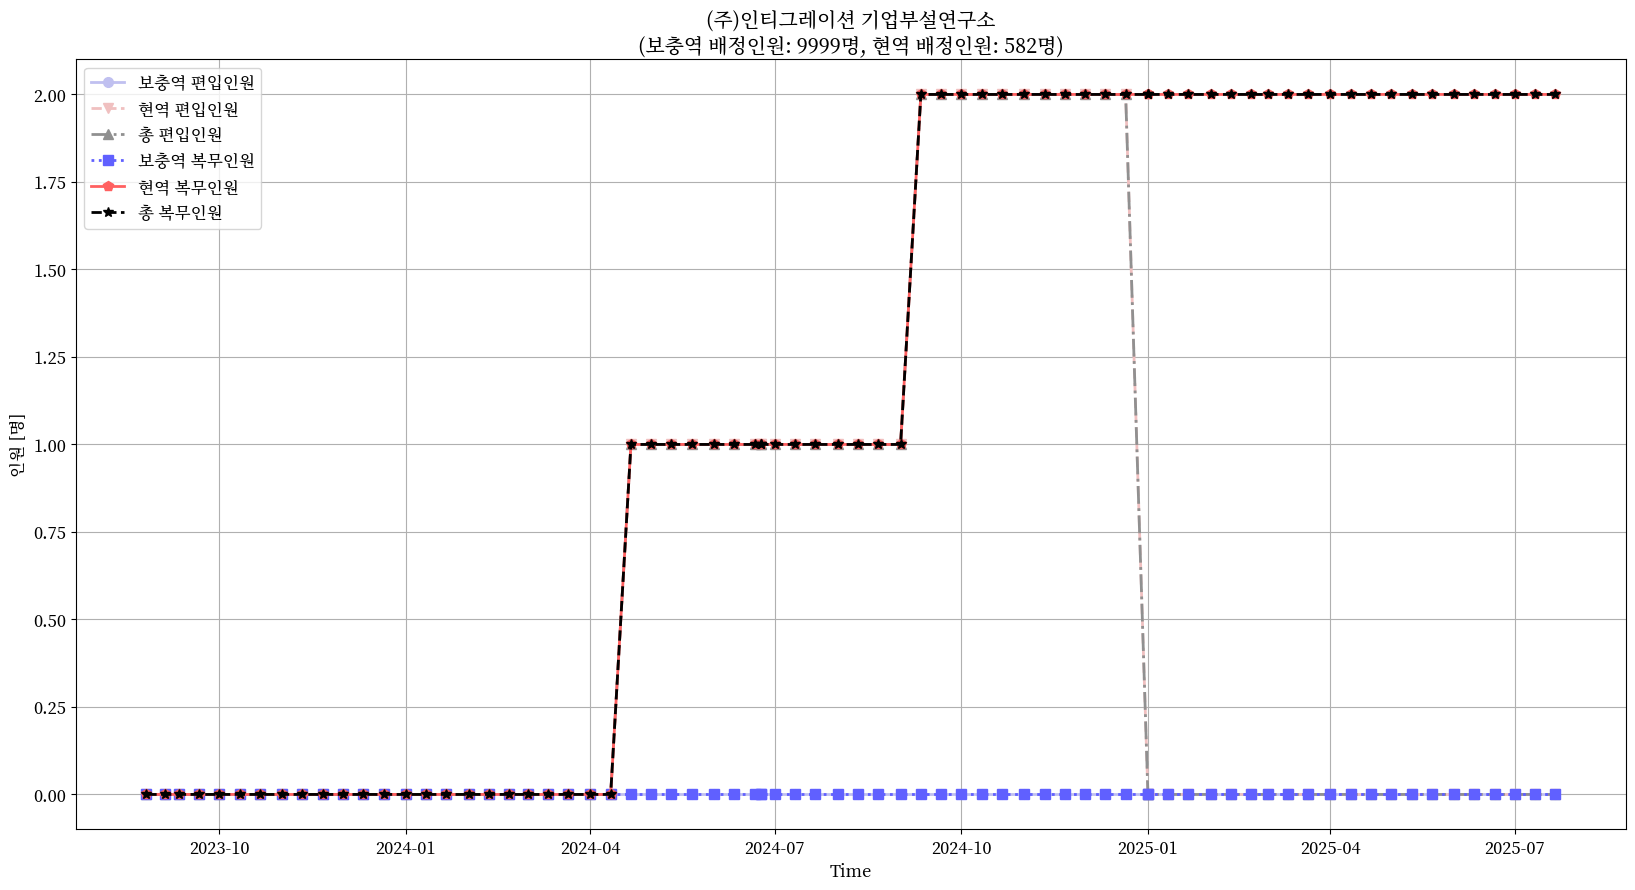 (주)인티그레이션 기업부설연구소
(보충역 배정인원: 9999명, 현역 배정인원: 582명)
보충역 편입인원
현역 편입인원
총 편입인원
보충역 복무인원
현역 복무인원
총 복무인원
2.00
1.75
1.50
1.25
1.00
0.75
0.50
0.25
0.00
인원 [명]
2023-10
2024-01
2024-04
2024-07
2024-10
2025-01
2025-04
2025-07
Time